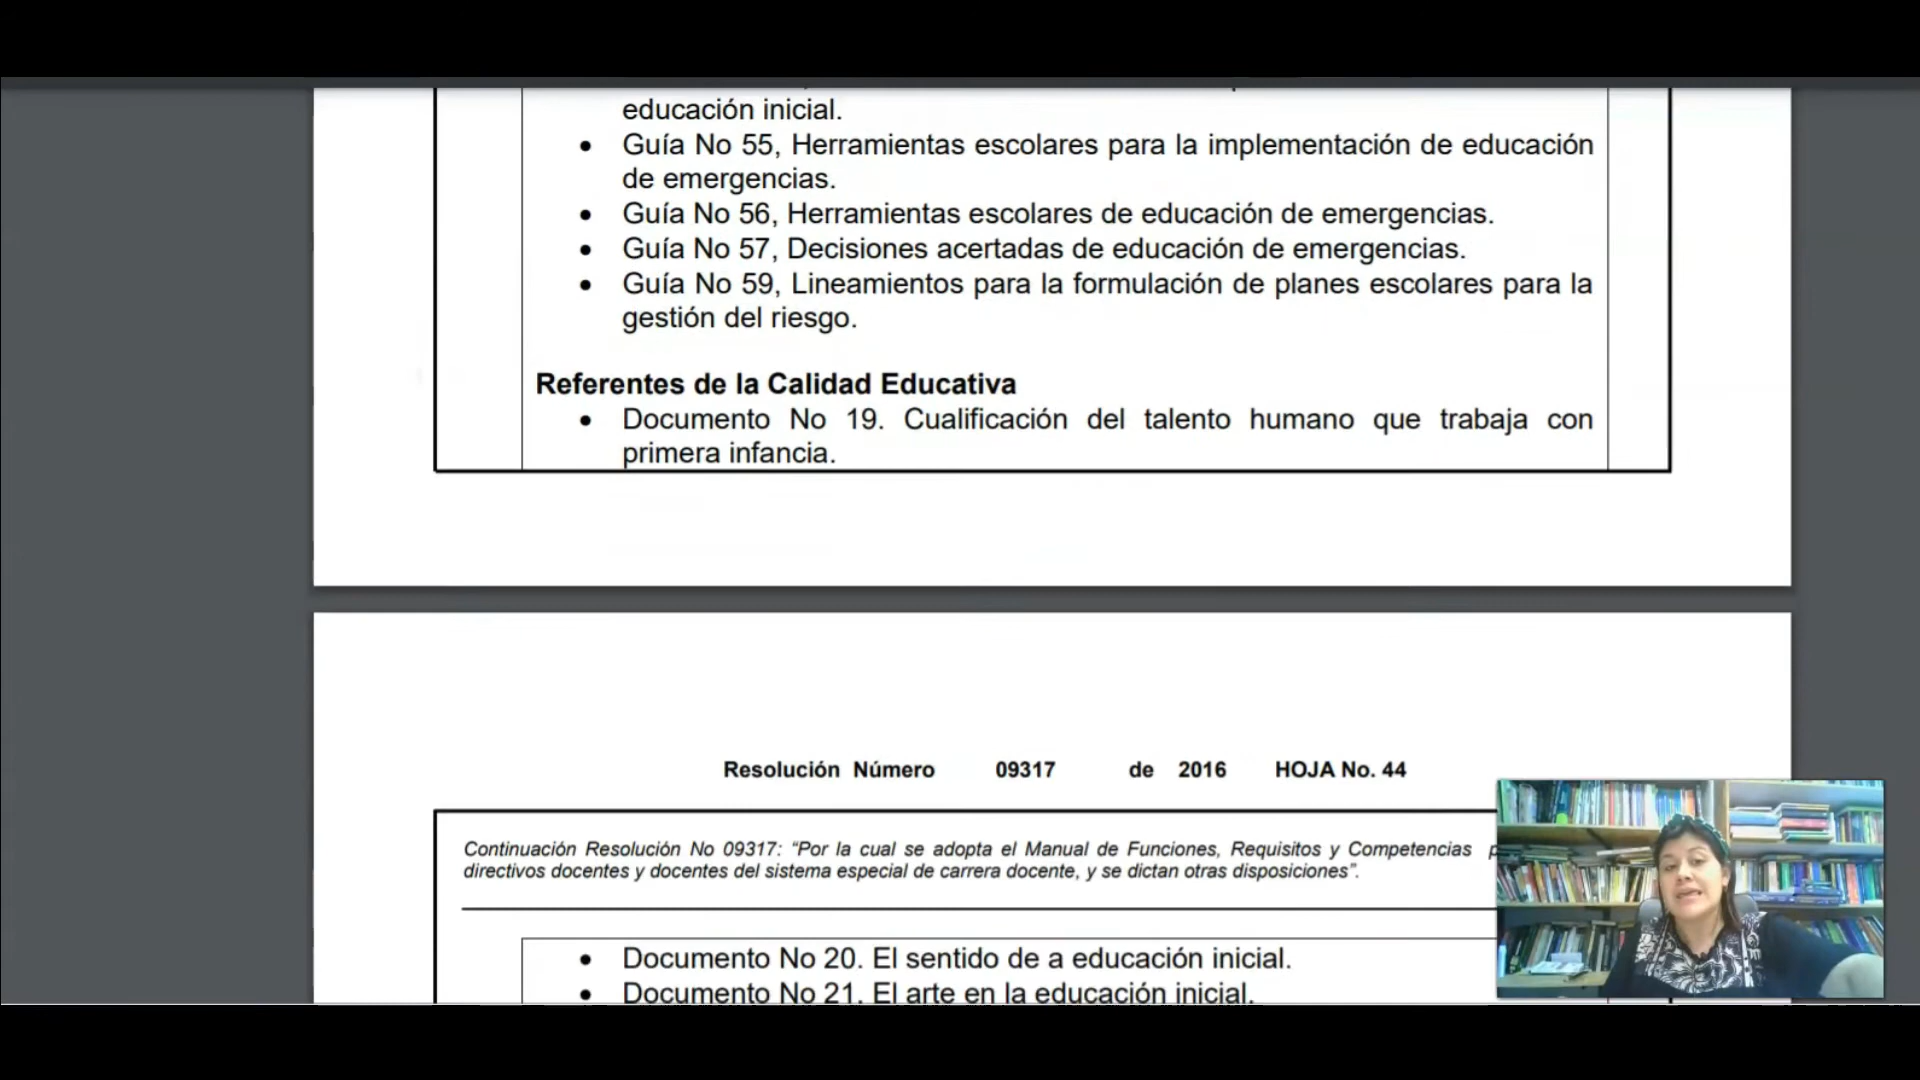 educación inicial.
• Guía No 55, Herramientas escolares para la implementación de educación
de emergencias.
• Guía No 56, Herramientas escolares de educación de emergencias.
• Guía No 57, Decisiones acertadas de educación de emergencias.
• Guía No 59, Lineamientos para la formulación de planes escolares para la
gestión del riesgo.
Referentes de la Calidad Educativa
• Documento No 19. Cualificación del talento humano que trabaja con
primera infancia.
Resolución Número 09317 de 2016 HOJA No. 44
Continuación Resolución No 09317: “Por la cual se adopta el Manual de Funciones, Requisitos y Competencias
directivos docentes y docentes del sistema especial de carrera docente, y se dictan otras disposiciones”.
• Documento No 20. El sentido de a educación inicial.
• Documento No 21. El arte en la educación inicial.